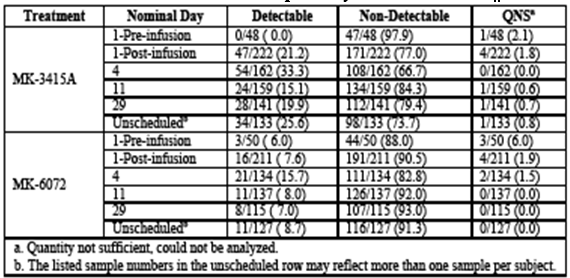 Treatment Nominal Day Detectable Non-Detectable QNSª
MK-3415A
1-Pre-infusion 0/48 ( 0.0) 47/48 (97.9) 1/48 (2.1)
1-Post-infusion 47/222 (21.2) 171/222 (77.0) 4/222 (1.8)
4 54/162 (33.3) 108/162 (66.7) 0/162 (0.0)
11 24/159 (15.1) 134/159 (84.3) 1/159 (0.6)
29 28/141 (19.9) 112/141 (79.4) 1/141 (0.7)
Unscheduledª 34/133 (25.6) 98/133 (73.7) 1/133 (0.8)
MK-6072
1-Pre-infusion 3/50 ( 6.0) 44/50 (88.0) 3/50 (6.0)
1-Post-infusion 16/211 ( 7.6) 191/211 (90.5) 4/211 (1.9)
4 21/134 (15.7) 111/134 (82.8) 2/134 (1.5)
11 11/137 ( 8.0) 126/137 (92.0) 0/137 (0.0)
29 8/115 ( 7.0) 107/115 (93.0) 0/115 (0.0)
Unscheduledª 11/127 ( 8.7) 116/127 (91.3) 0/127 (0.0)
a. Quantity not sufficient, could not be analyzed.
b. The listed sample numbers in the unscheduled row may reflect more than one sample per subject.